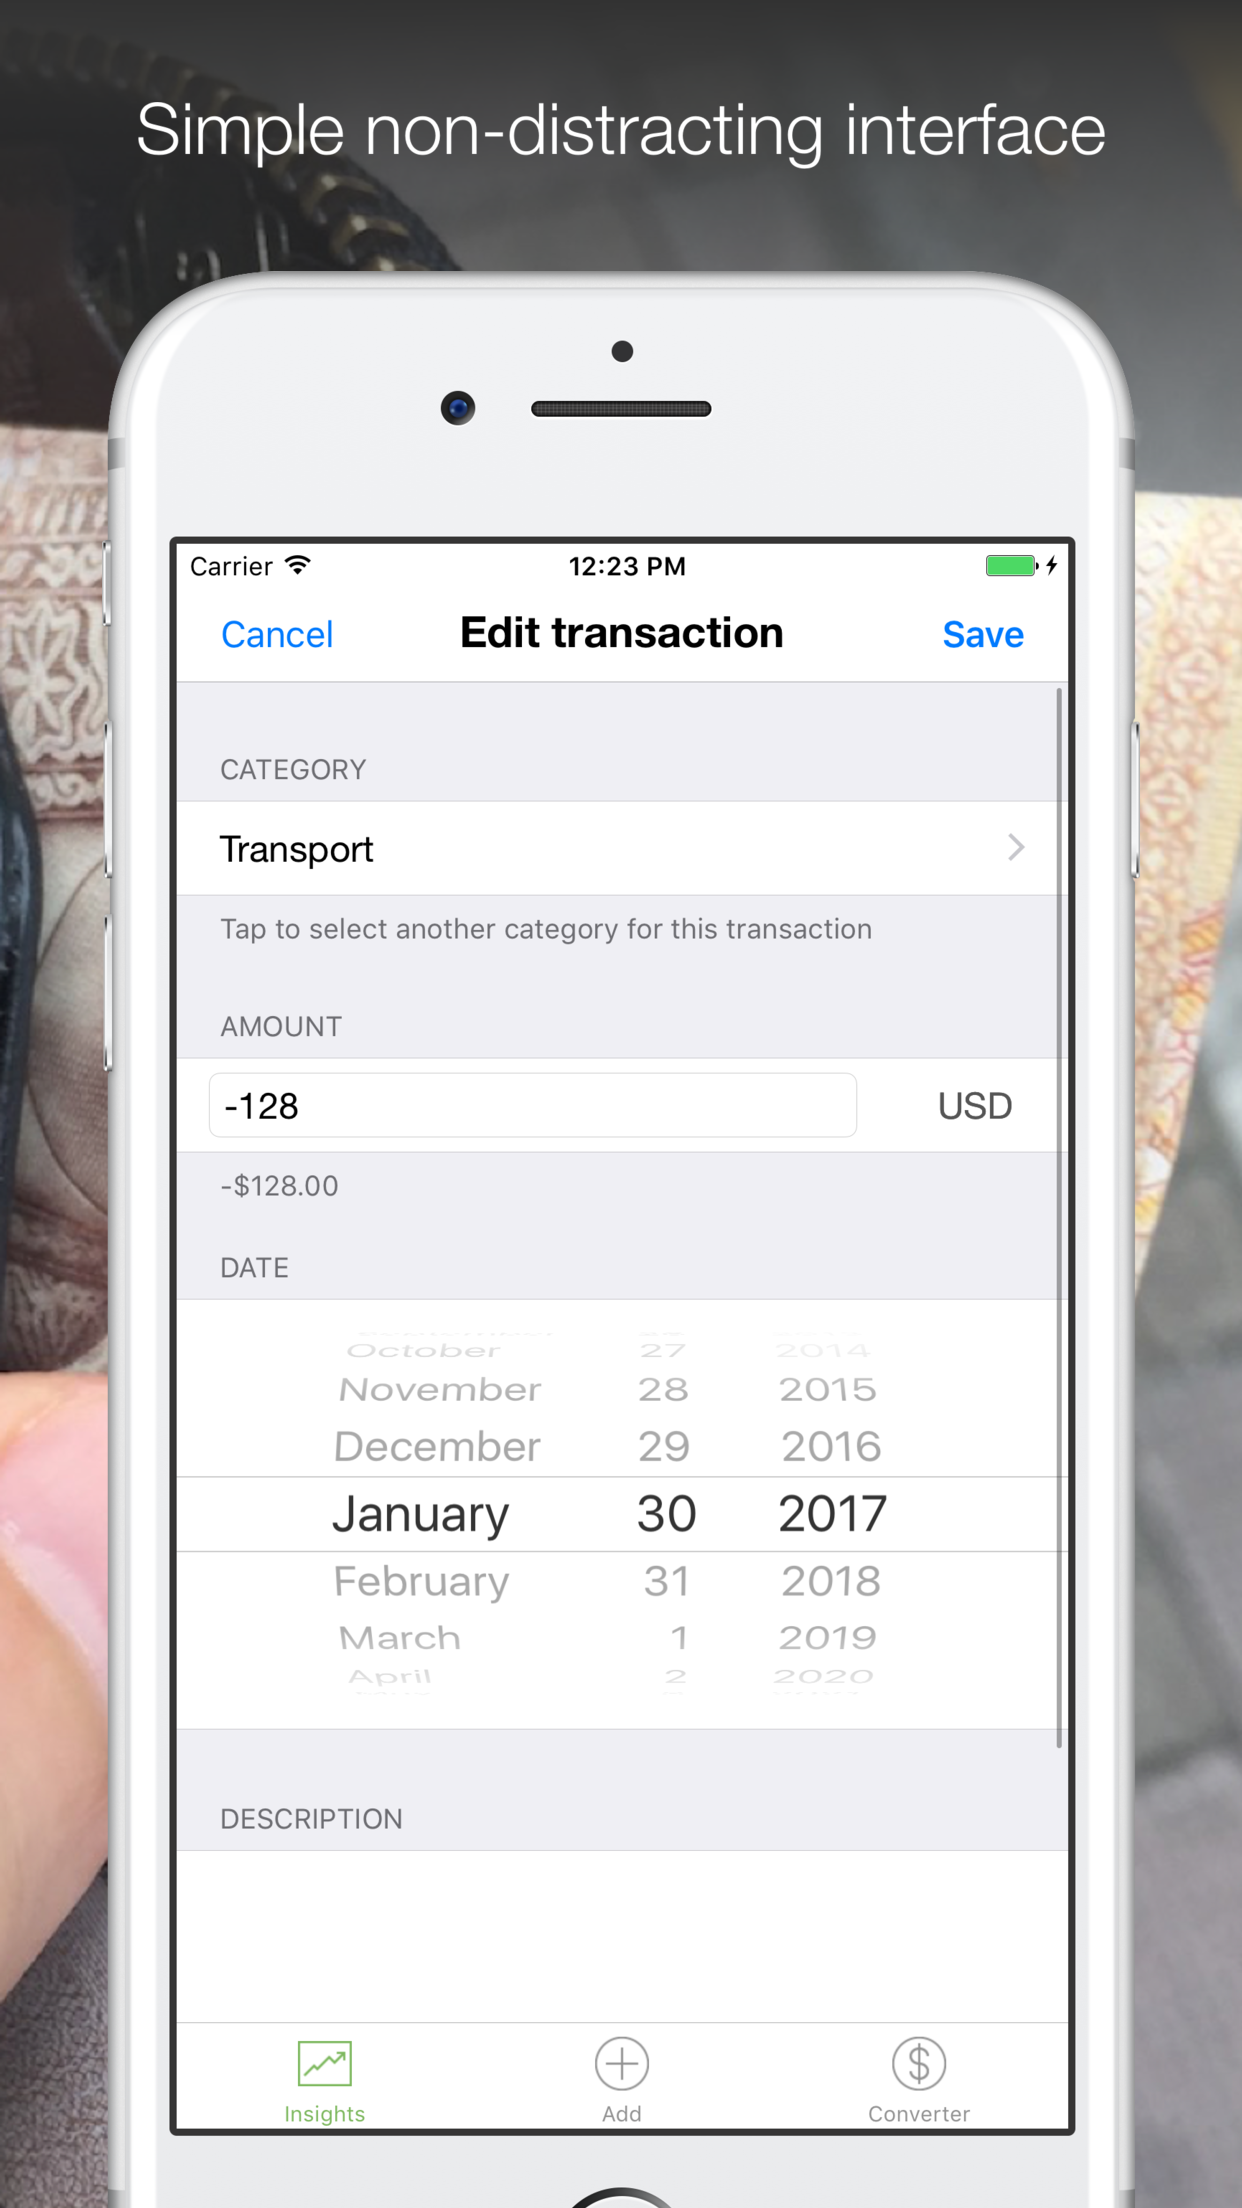 Simple non-distracting interface
Carrier 12:23 PM
Cancel Edit transaction Save
CATEGORY
Transport
Tap to select another category for this transaction
AMOUNT
-128 USD
-$128.00
DATE
October 27 2014
November 28 2015
December 29 2016
January 30 2017
February 31 2018
March 1 2019
April 2 2020
DESCRIPTION
Insights Add Converter